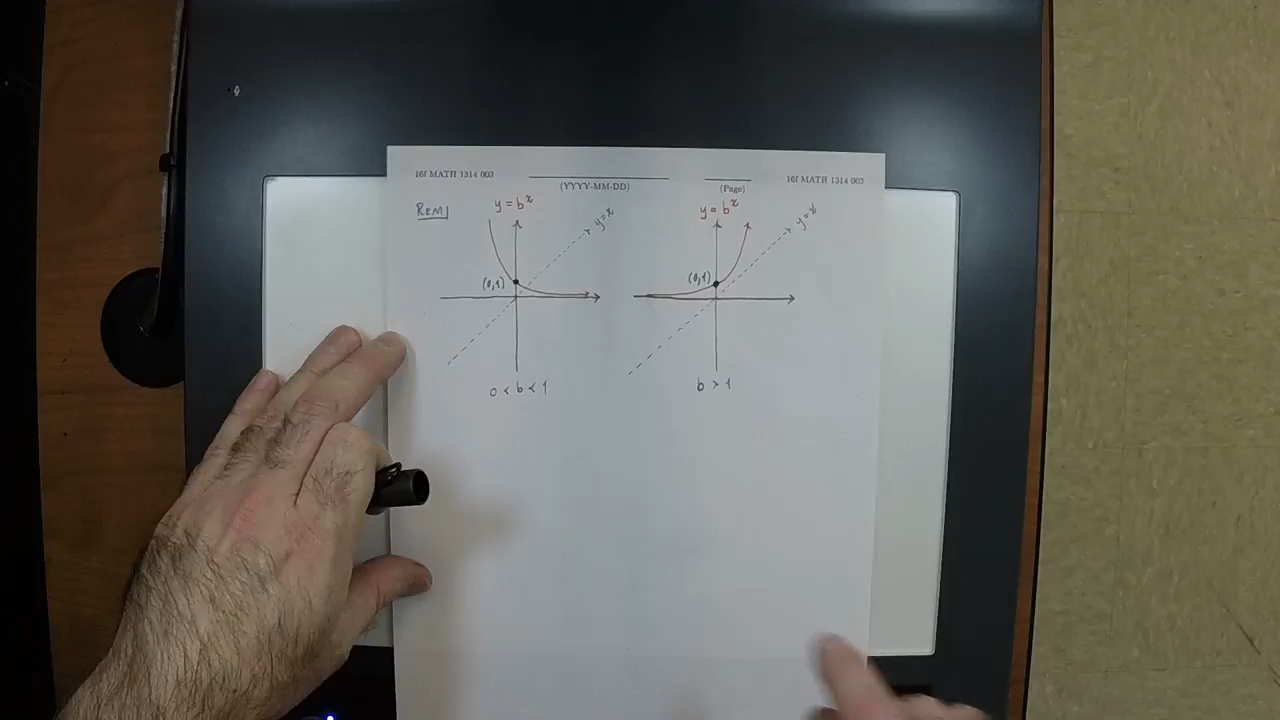 16f MATH 1314 003 (YYYY-MM-DD) (Page) 16f MATH 1314 003
REM
y = b^x y = b^x
y = x y = x
(0,1) (0,1)
0 < b < 1 b > 1